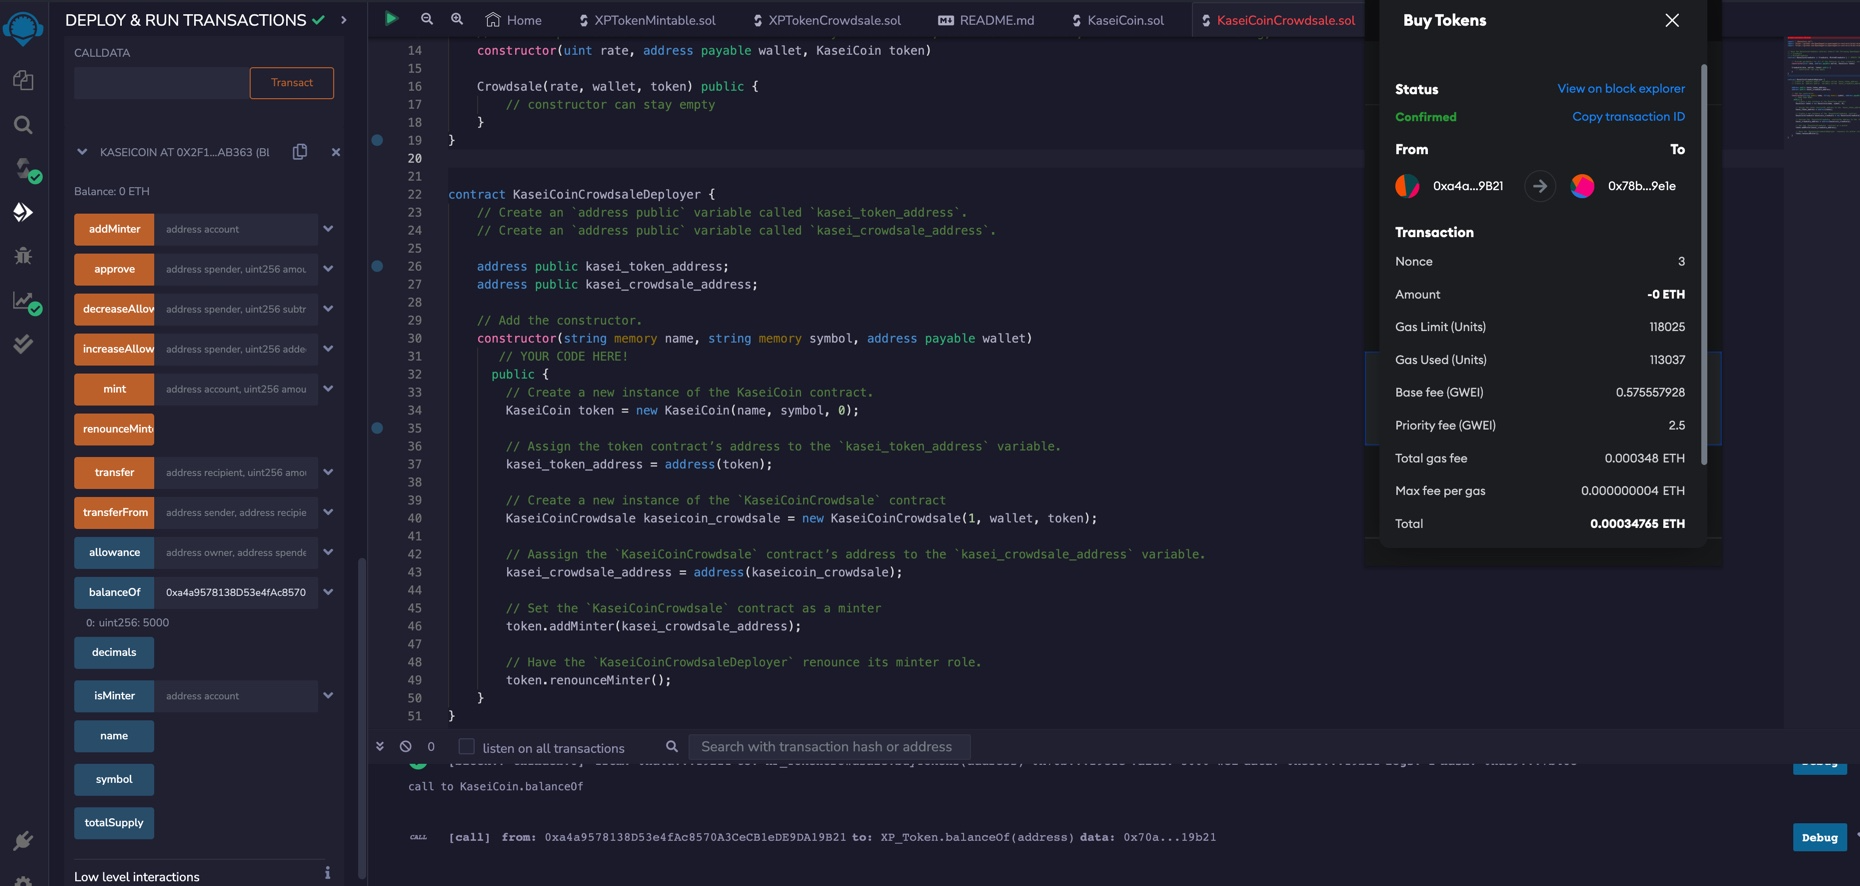 DEPLOY & RUN TRANSACTIONS
CALLDATA
Transact
KASEICOIN AT 0X2F1...AB363 (BL
Balance: 0 ETH
addMinter address account
approve address spender, uint256 amou
decreaseAllow address spender, uint256 subtr
increaseAllow address spender, uint256 adde
mint address account, uint256 amou
renounceMint
transfer address recipient, uint256 amou
transferFrom address sender, address recipie
allowance address owner, address spende
balanceOf 0xa4a9578138D53e4fAc8570
0: uint256: 5000
decimals
isMinter address account
name
symbol
totalSupply
Low level interactions
Home XPTokenMintable.sol XPTokenCrowdsale.sol README.md KaseiCoin.sol KaseiCoinCrowdsale.sol
14 constructor(uint rate, address payable wallet, KaseiCoin token)
15
16 Crowdsale(rate, wallet, token) public {
17 // constructor can stay empty
18 }
19 }
20
21
22 contract KaseiCoinCrowdsaleDeployer {
23 // Create an `address public` variable called `kasei_token_address`.
24 // Create an `address public` variable called `kasei_crowdsale_address`.
25
26 address public kasei_token_address;
27 address public kasei_crowdsale_address;
28
29 // Add the constructor.
30 constructor(string memory name, string memory symbol, address payable wallet)
31 // YOUR CODE HERE!
32 public {
33 // Create a new instance of the KaseiCoin contract.
34 KaseiCoin token = new KaseiCoin(name, symbol, 0);
35
36 // Assign the token contract's address to the `kasei_token_address` variable.
37 kasei_token_address = address(token);
38
39 // Create a new instance of the `KaseiCoinCrowdsale` contract
40 KaseiCoinCrowdsale kaseicoin_crowdsale = new KaseiCoinCrowdsale(1, wallet, token);
41
42 // Aassign the `KaseiCoinCrowdsale` contract's address to the `kasei_crowdsale_address` variable.
43 kasei_crowdsale_address = address(kaseicoin_crowdsale);
44
45 // Set the `KaseiCoinCrowdsale` contract as a minter
46 token.addMinter(kasei_crowdsale_address);
47
48 // Have the `KaseiCoinCrowdsaleDeployer` renounce its minter role.
49 token.renounceMinter();
50 }
51 }
0 listen on all transactions Search with transaction hash or address
call to KaseiCoin.balanceOf
CALL [call] from: 0xa4a9578138D53e4fAc8570A3CeCB1eDE9DA19B21 to: XP_Token.balanceOf(address) data: 0x70a...19b21 Debug
Buy Tokens
Status View on block explorer
Confirmed Copy transaction ID
From To
0xa4a...9B21 0x78b...9e1e
Transaction
Nonce 3
Amount -0 ETH
Gas Limit (Units) 118025
Gas Used (Units) 113037
Base fee (GWEI) 0.575557928
Priority fee (GWEI) 2.5
Total gas fee 0.000348 ETH
Max fee per gas 0.000000004 ETH
Total 0.00034765 ETH